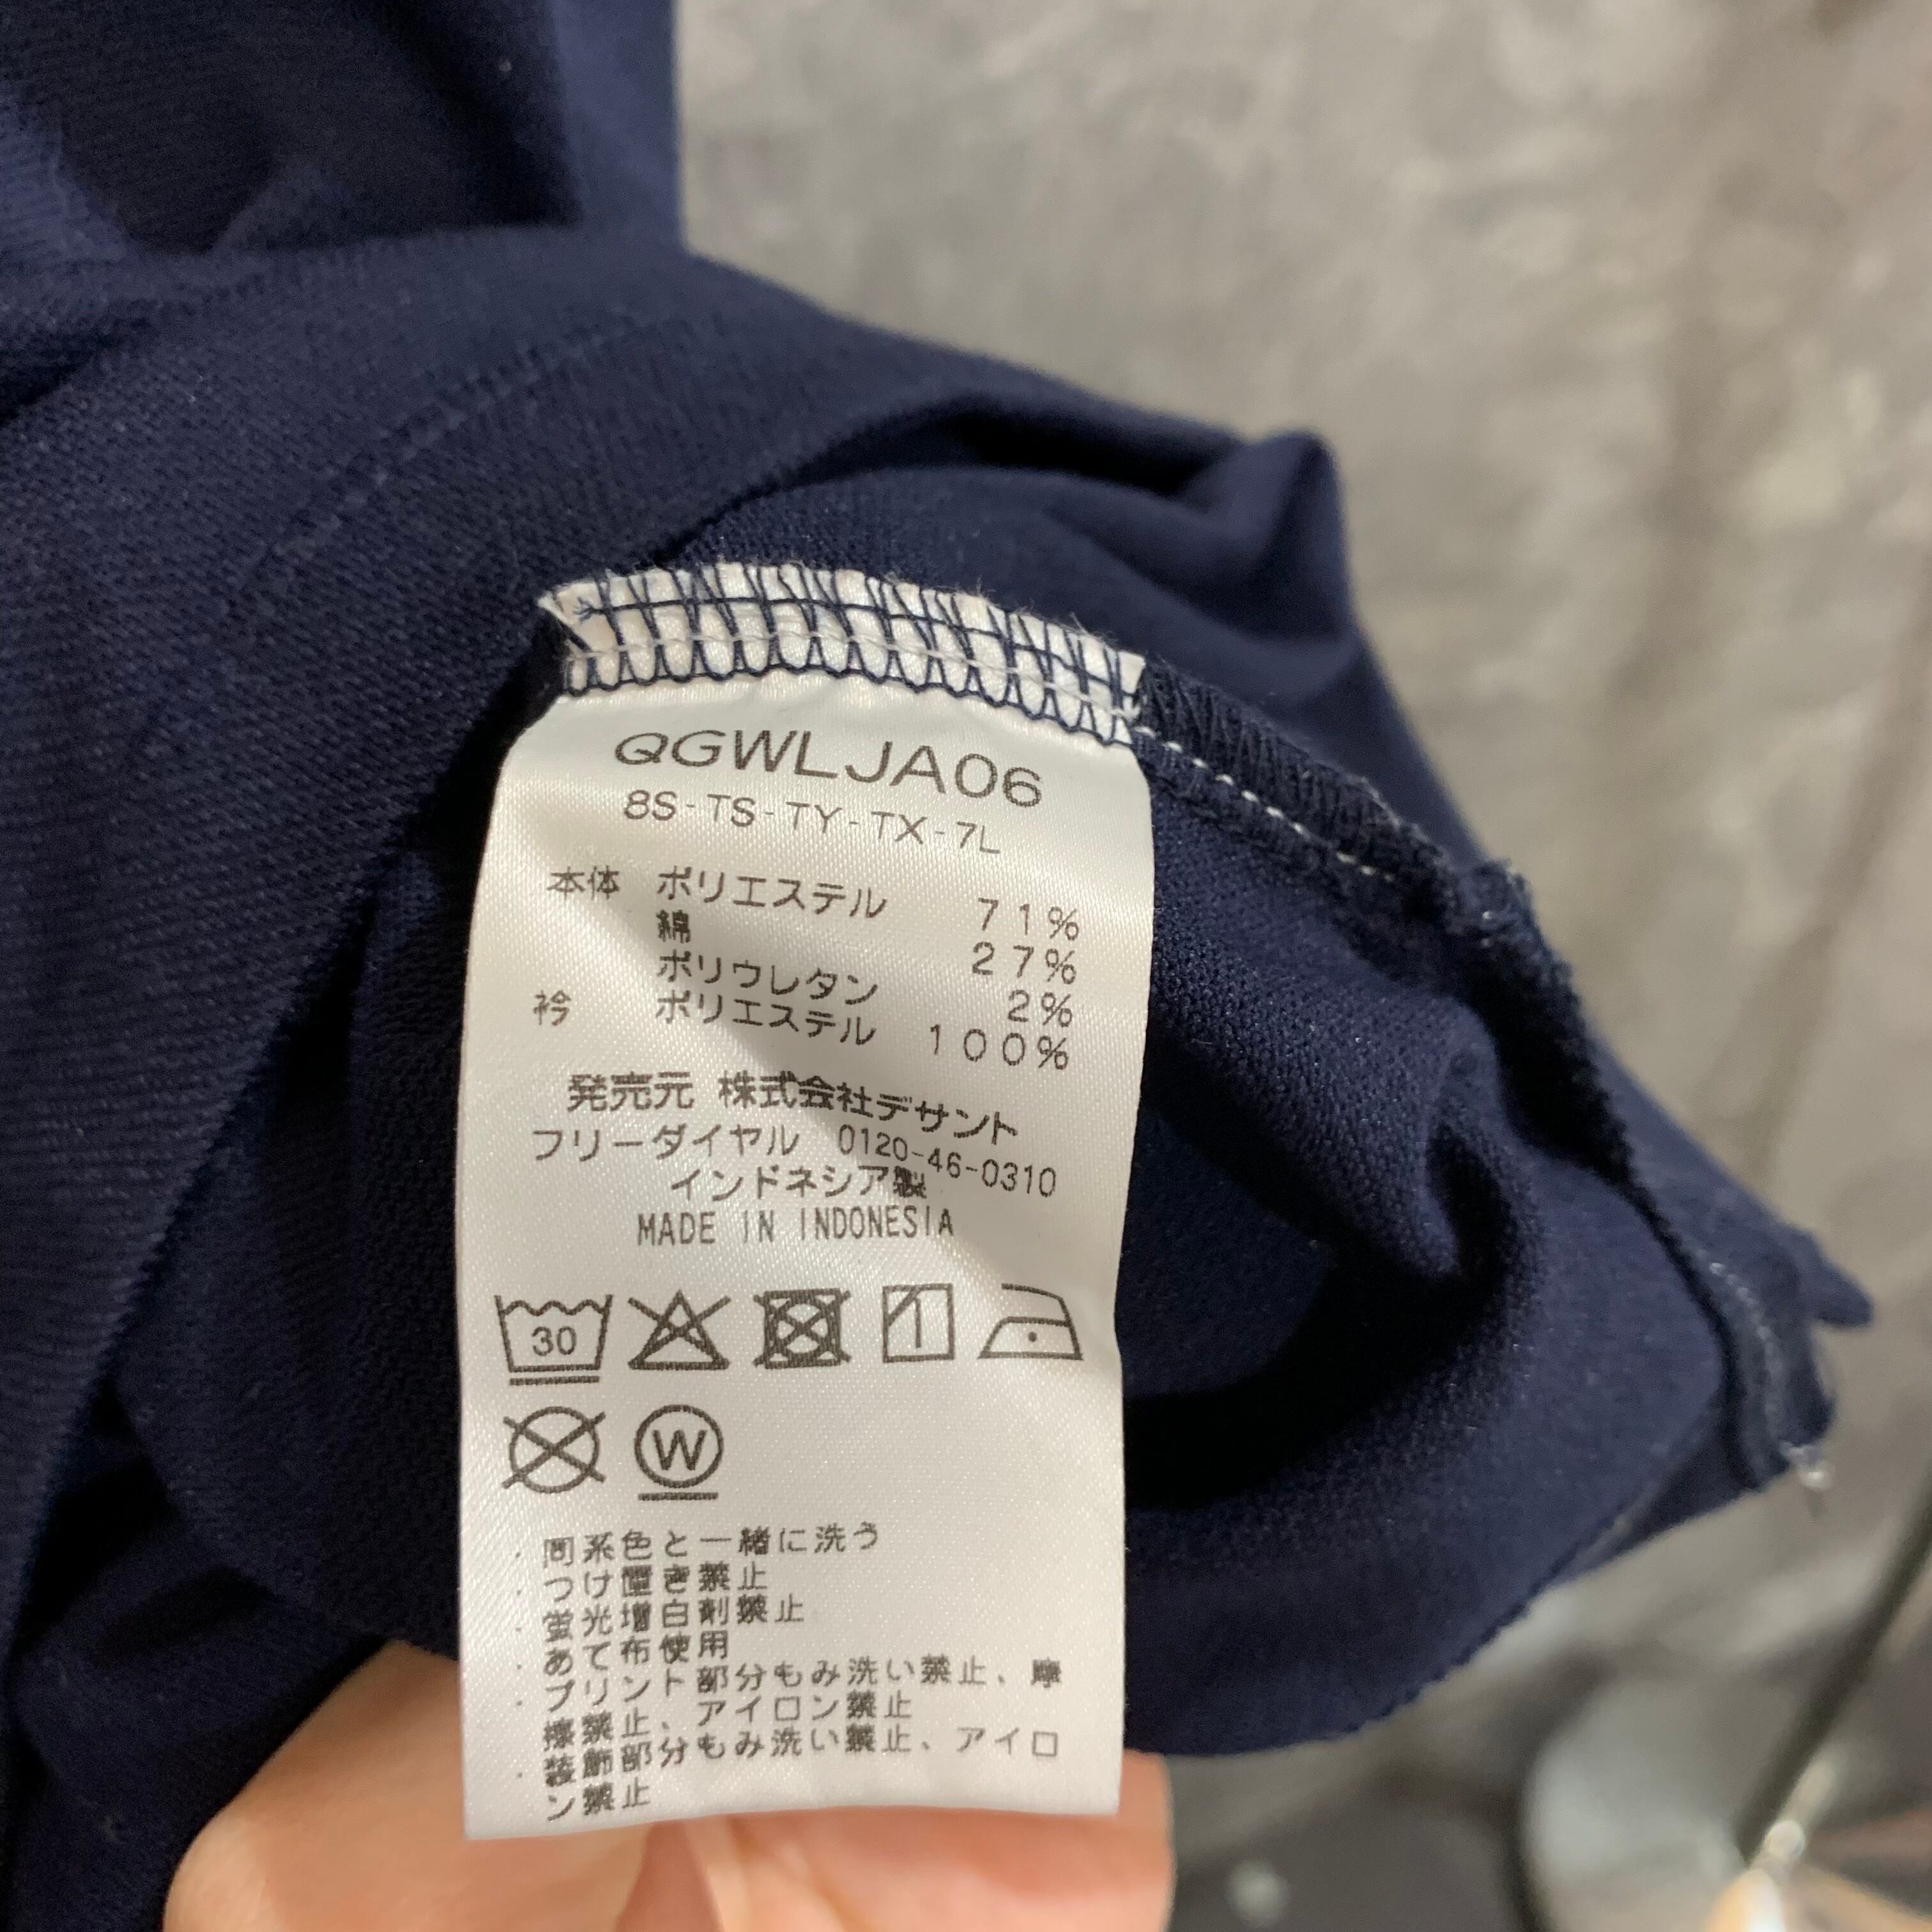 QGWLJA06
8S-TS-TY-TX-7L
本体 ポリエステル 71%
綿 27%
ポリウレタン 2%
衿 ポリエステル 100%
発売元 株式会社デサント
フリーダイヤル 0120-46-0310
インドネシア製
MADE IN INDONESIA
30
1
W
・同系色と一緒に洗う
・つけ置き禁止
・蛍光増白剤禁止
・あて布使用
・プリント部分もみ洗い禁止、摩
擦禁止、アイロン禁止
・装飾部分もみ洗い禁止、アイロ
ン禁止